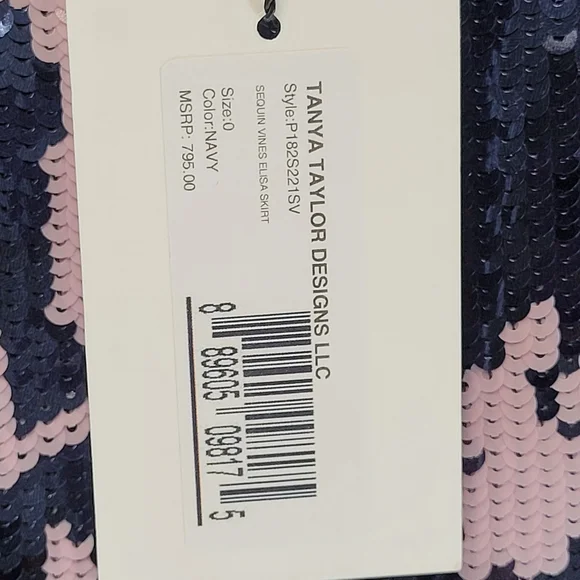 TANYA TAYLOR DESIGNS LLC
Style:P182S221SV
SEQUIN VINES ELISA SKIRT
Size:0
Color:NAVY
MSRP: 795.00
8 89605 09817 5